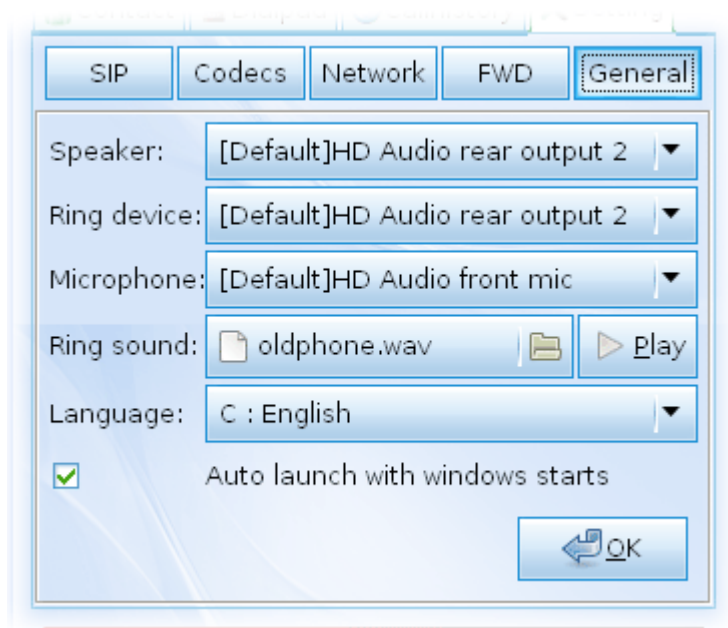 SIP Codecs Network FWD General
Speaker: [Default]HD Audio rear output 2
Ring device: [Default]HD Audio rear output 2
Microphone: [Default]HD Audio front mic
Ring sound: oldphone.wav Play
Language: C : English
Auto launch with windows starts
OK